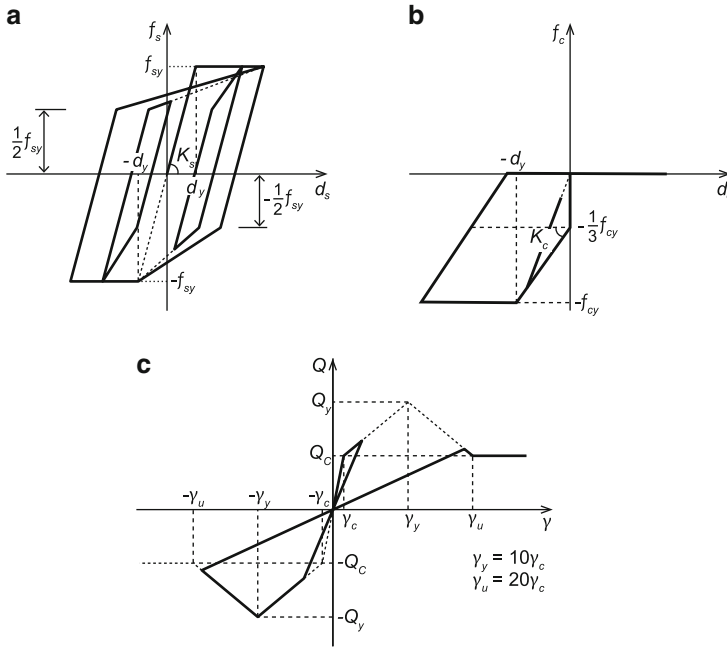 a
f_s
f_sy
1/2 f_sy
-d_y
K_s
d_y
d_s
-1/2 f_sy
-f_sy
b
f_c
d
-d_y
K_c
-1/3 f_cy
-f_cy
c
Q
Q_y
Q_C
-γ_u
-γ_y
-γ_c
γ_c
γ_y
γ_u
γ
-Q_C
-Q_y
γ_y = 10γ_c
γ_u = 20γ_c